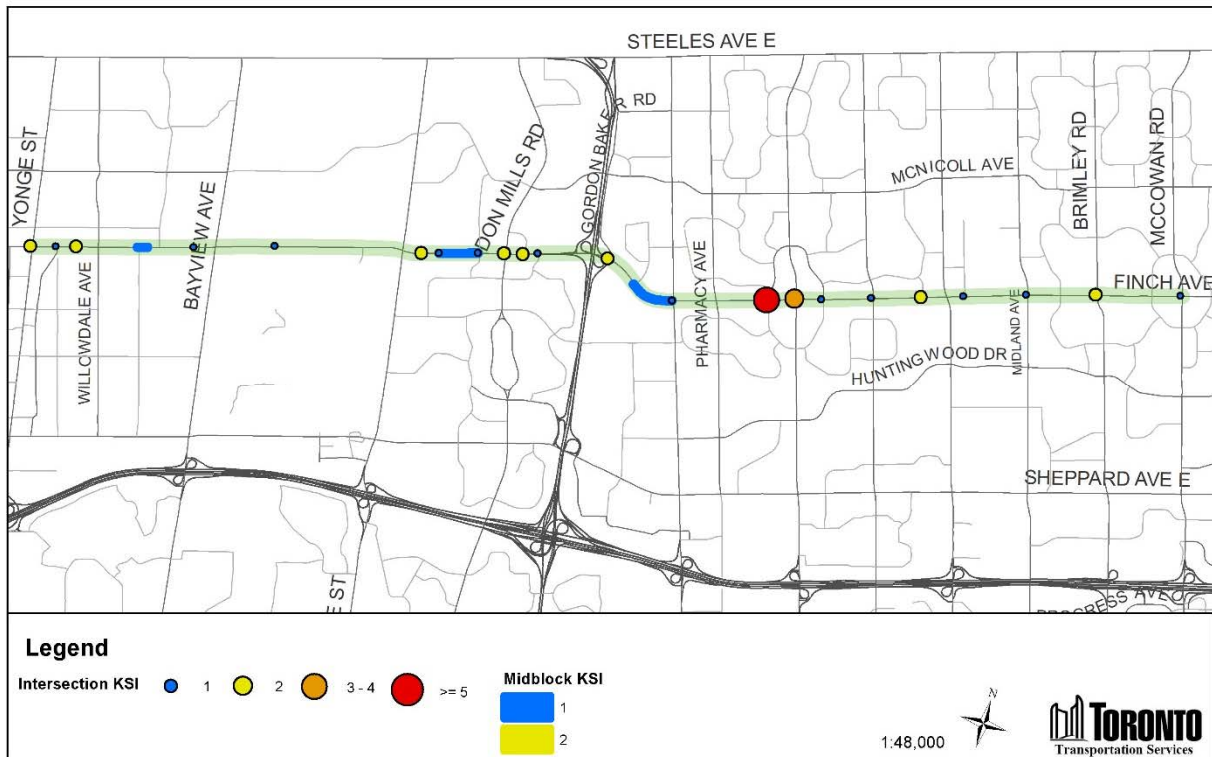 STEELES AVE E
GORDON BAKER RD
YONGE ST
BAYVIEW AVE
DON MILLS RD
MCNICOLL AVE
BRIMLEY RD
MCCOWAN RD
WILLOWDALE AVE
PHARMACY AVE
FINCH AVE
MIDLAND AVE
HUNTINGWOOD DR
SHEPPARD AVE E
E ST
PROGRESS AVE
Legend
Intersection KSI 1 2 3 - 4 >= 5
Midblock KSI
1
2
N
1:48,000
TORONTO
Transportation Services